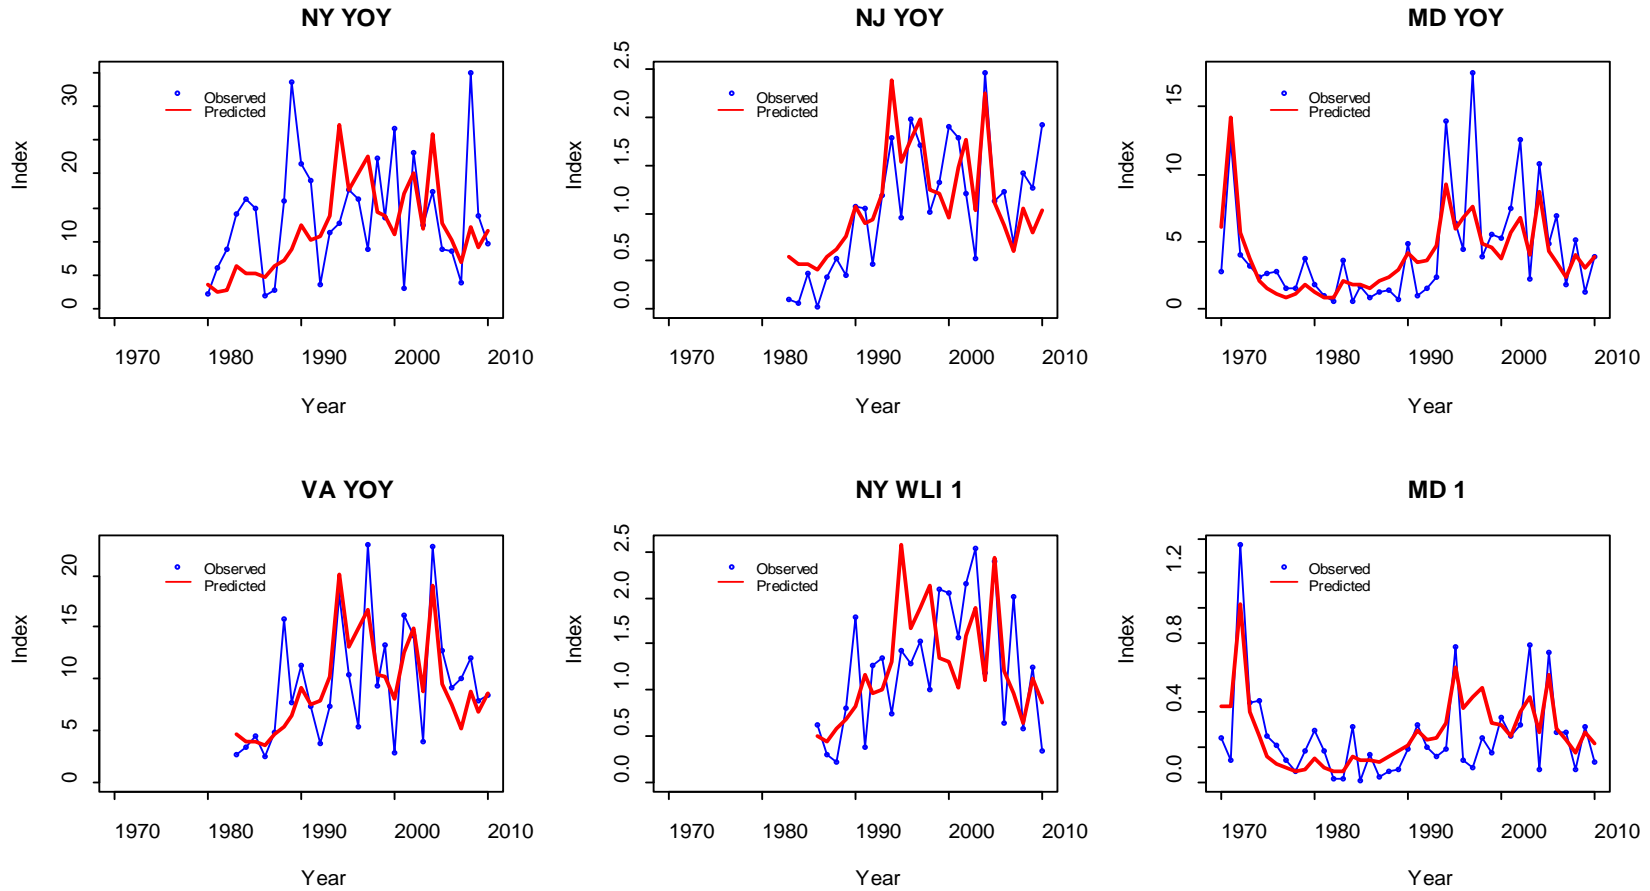 NY YOY
Index
30
20
10
5
0
Observed
Predicted
1970 1980 1990 2000 2010
Year
NJ YOY
Index
2.5
2.0
1.5
1.0
0.5
0.0
Observed
Predicted
1970 1980 1990 2000 2010
Year
MD YOY
Index
15
10
5
0
Observed
Predicted
1970 1980 1990 2000 2010
Year
VA YOY
Index
20
15
10
5
0
Observed
Predicted
1970 1980 1990 2000 2010
Year
NY WLI 1
Index
2.5
2.0
1.5
1.0
0.5
0.0
Observed
Predicted
1970 1980 1990 2000 2010
Year
MD 1
Index
1.2
0.8
0.4
0.0
Observed
Predicted
1970 1980 1990 2000 2010
Year